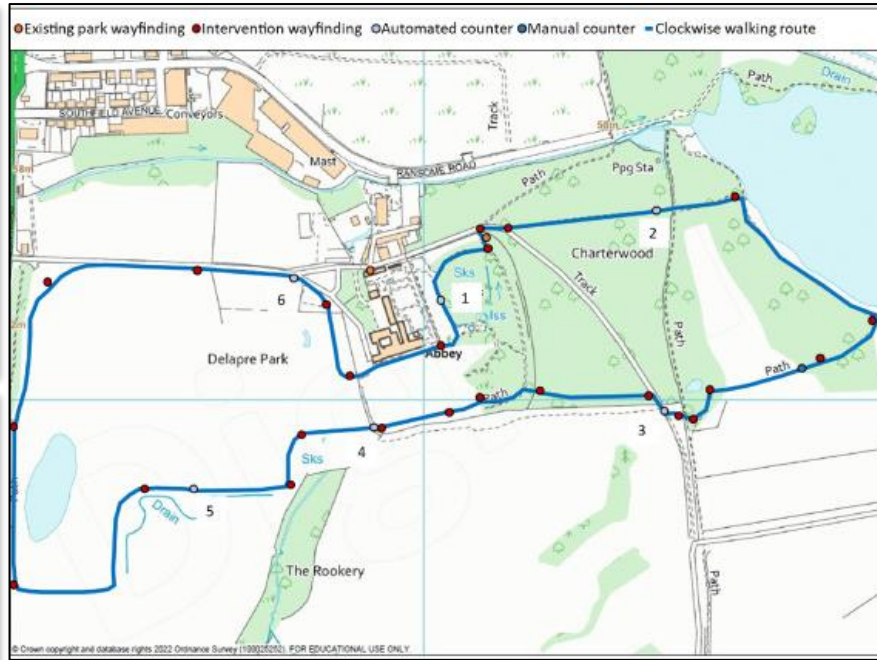 Existing park wayfinding Intervention wayfinding Automated counter Manual counter Clockwise walking route
Path
Drain
SOUTHFIELD AVENUE
Conveyors
Track
58m
Mast
RANSOME ROAD
Path
Ppg Sta
58m
2
Charterwood
Sks
1
Track
6
Iss
Path
Delapre Park
Abbey
Path
Path
3
4
Sks
5
Drain
The Rookery
Path
© Crown copyright and database rights 2022 Ordnance Survey (100025252). FOR EDUCATIONAL USE ONLY.